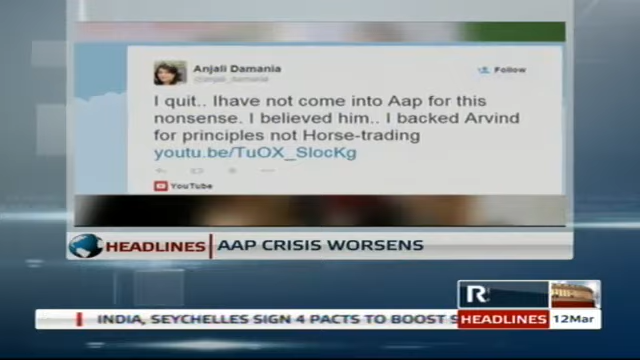 Anjali Damania
@anjali_damania
Follow
I quit.. Ihave not come into Aap for this
nonsense. I believed him.. I backed Arvind
for principles not Horse-trading
youtu.be/TuOX_SlocKg
YouTube
HEADLINES AAP CRISIS WORSENS
R
INDIA, SEYCHELLES SIGN 4 PACTS TO BOOST S
HEADLINES 12Mar